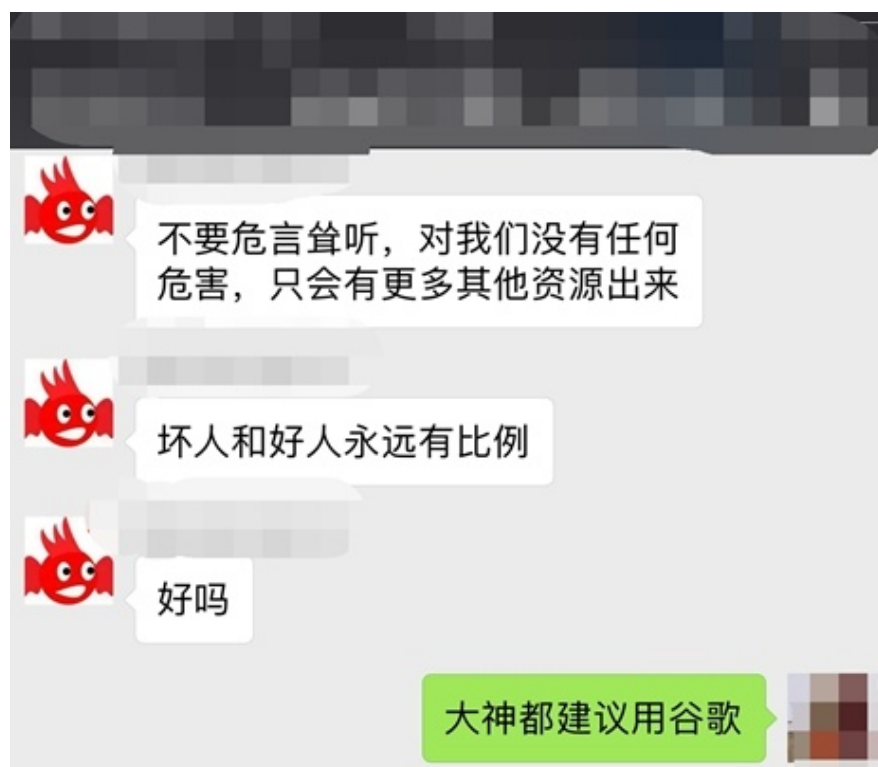 不要危言耸听，对我们没有任何
危害，只会有更多其他资源出来
坏人和好人永远有比例
好吗
大神都建议用谷歌